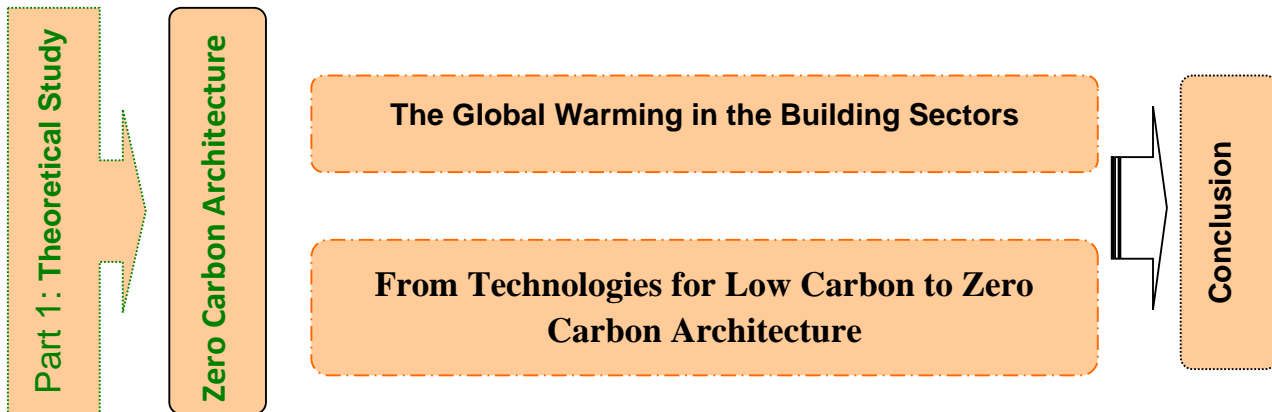 Part 1: Theoretical Study
Zero Carbon Architecture
The Global Warming in the Building Sectors
From Technologies for Low Carbon to Zero
Carbon Architecture
Conclusion